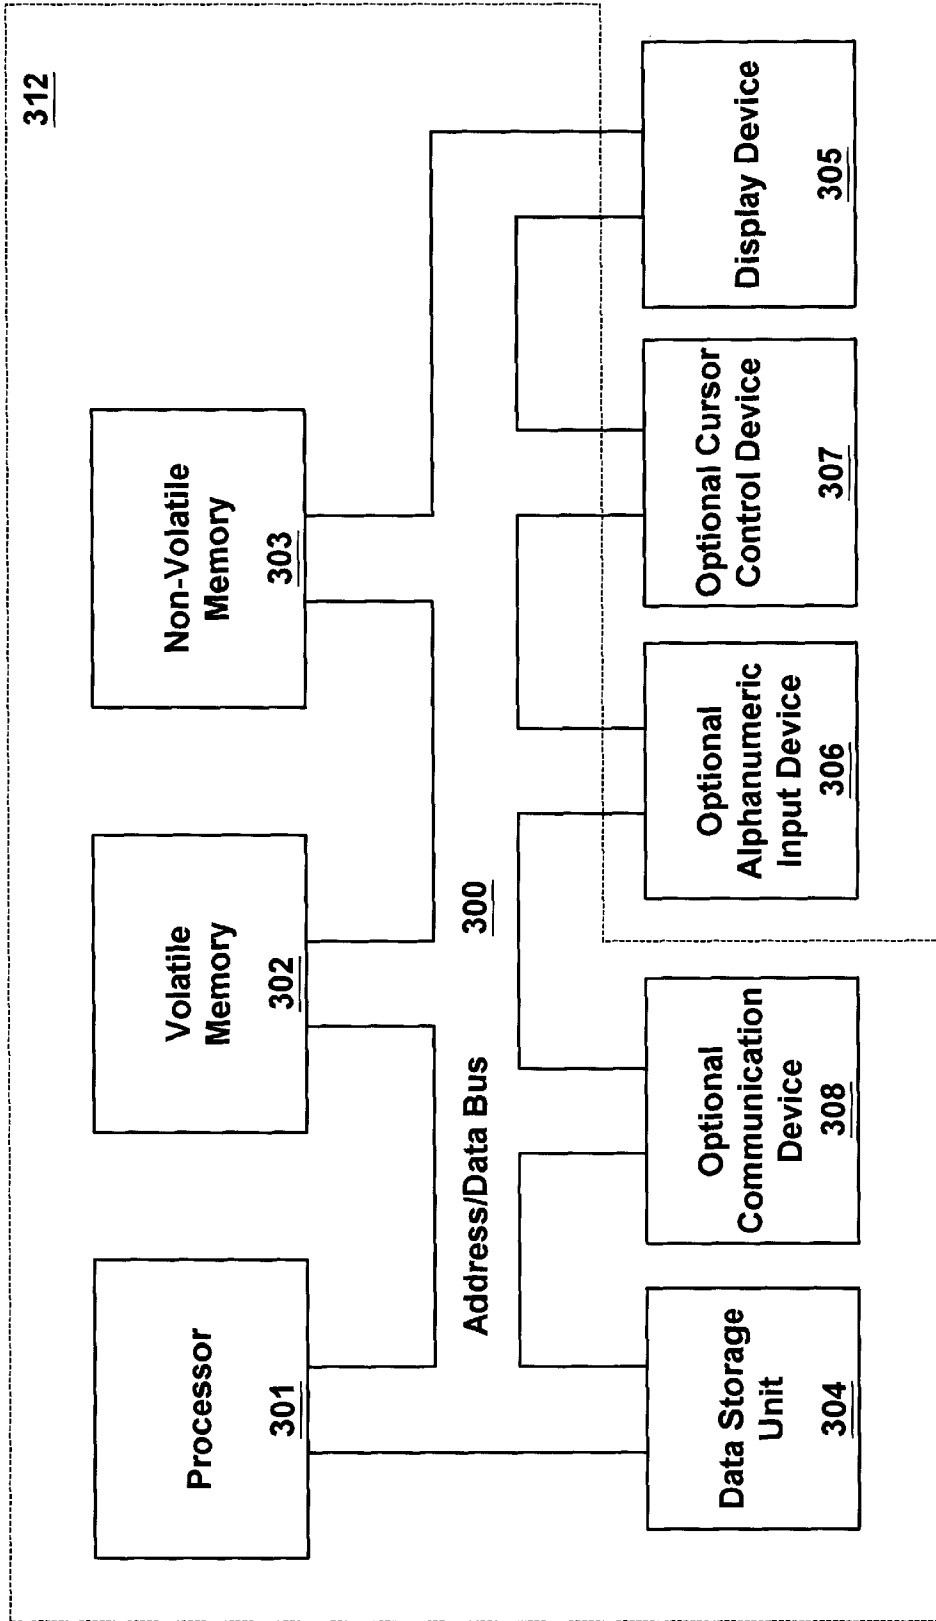 312
Processor
301
Volatile
Memory
302
Non-Volatile
Memory
303
Address/Data Bus
300
Data Storage
Unit
304
Optional
Communication
Device
308
Optional
Alphanumeric
Input Device
306
Optional Cursor
Control Device
307
Display Device
305